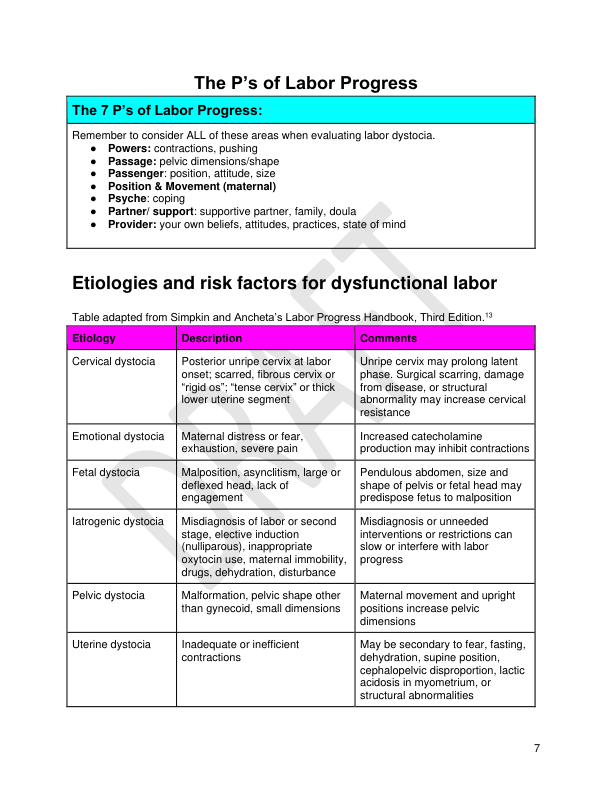 The P’s of Labor Progress
The 7 P’s of Labor Progress:
Remember to consider ALL of these areas when evaluating labor dystocia.
● Powers: contractions, pushing
● Passage: pelvic dimensions/shape
● Passenger: position, attitude, size
● Position & Movement (maternal)
● Psyche: coping
● Partner/ support: supportive partner, family, doula
● Provider: your own beliefs, attitudes, practices, state of mind
Etiologies and risk factors for dysfunctional labor
Table adapted from Simpkin and Ancheta’s Labor Progress Handbook, Third Edition.13
Etiology Description Comments
Cervical dystocia
Posterior unripe cervix at labor
onset; scarred, fibrous cervix or
“rigid os”; “tense cervix” or thick
lower uterine segment
Unripe cervix may prolong latent
phase. Surgical scarring, damage
from disease, or structural
abnormality may increase cervical
resistance
Emotional dystocia
Maternal distress or fear,
exhaustion, severe pain
Increased catecholamine
production may inhibit contractions
Fetal dystocia
Malposition, asynclitism, large or
deflexed head, lack of
engagement
Pendulous abdomen, size and
shape of pelvis or fetal head may
predispose fetus to malposition
Iatrogenic dystocia
Misdiagnosis of labor or second
stage, elective induction
(nulliparous), inappropriate
oxytocin use, maternal immobility,
drugs, dehydration, disturbance
Misdiagnosis or unneeded
interventions or restrictions can
slow or interfere with labor
progress
Pelvic dystocia
Malformation, pelvic shape other
than gynecoid, small dimensions
Maternal movement and upright
positions increase pelvic
dimensions
Uterine dystocia
Inadequate or inefficient
contractions
May be secondary to fear, fasting,
dehydration, supine position,
cephalopelvic disproportion, lactic
acidosis in myometrium, or
structural abnormalities
DRAFT
7